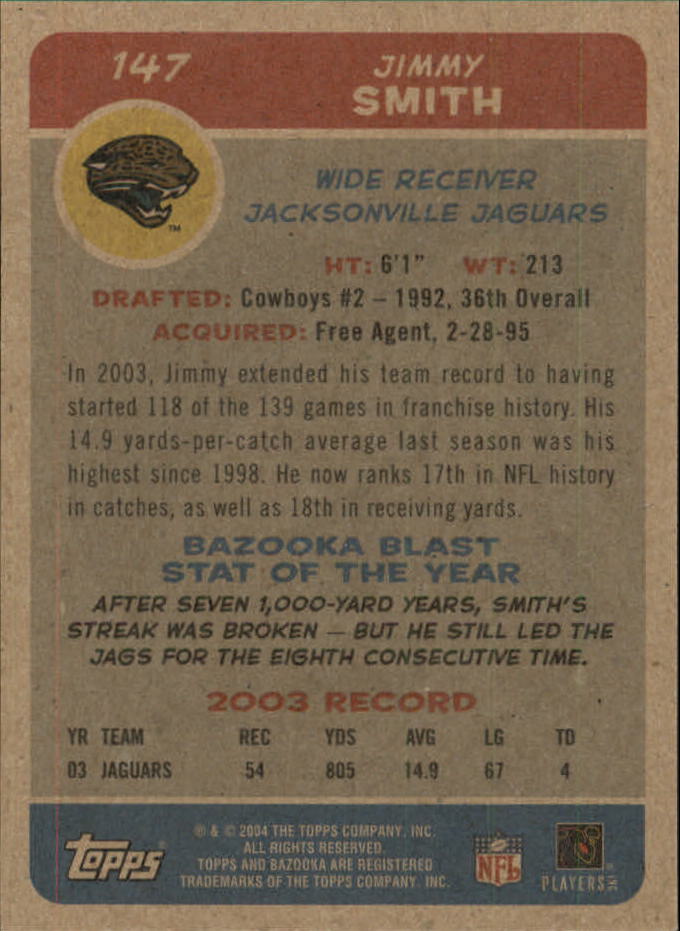 147
JIMMY
SMITH
WIDE RECEIVER
JACKSONVILLE JAGUARS
TM
HT: 6'1" WT: 213
DRAFTED: Cowboys #2 – 1992, 36th Overall
ACQUIRED: Free Agent, 2-28-95
In 2003, Jimmy extended his team record to having
started 118 of the 139 games in franchise history. His
14.9 yards-per-catch average last season was his
highest since 1998. He now ranks 17th in NFL history
in catches, as well as 18th in receiving yards.
BAZOOKA BLAST
STAT OF THE YEAR
AFTER SEVEN 1,000-YARD YEARS, SMITH'S
STREAK WAS BROKEN – BUT HE STILL LED THE
JAGS FOR THE EIGHTH CONSECUTIVE TIME.
2003 RECORD
YR TEAM REC YDS AVG LG TD
03 JAGUARS 54 805 14.9 67 4
topps
® & © 2004 THE TOPPS COMPANY, INC.
ALL RIGHTS RESERVED.
TOPPS AND BAZOOKA ARE REGISTERED
TRADEMARKS OF THE TOPPS COMPANY, INC.
NFL
PLAYERS